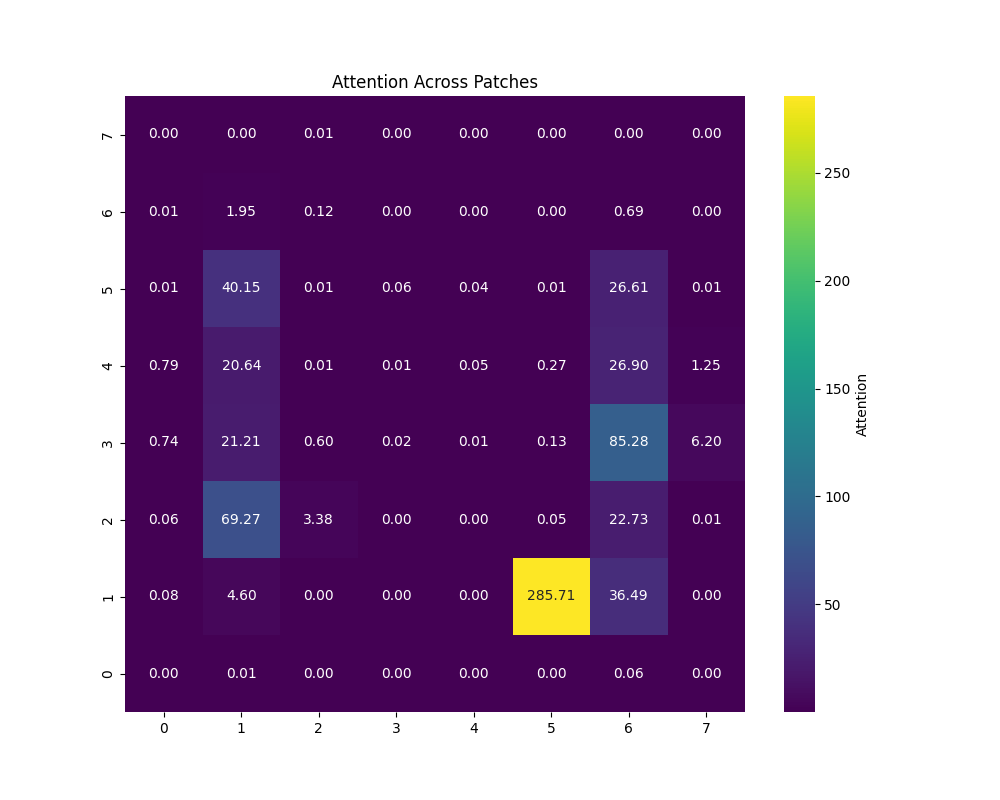 Attention Across Patches
7 0.00 0.00 0.01 0.00 0.00 0.00 0.00 0.00
6 0.01 1.95 0.12 0.00 0.00 0.00 0.69 0.00
5 0.01 40.15 0.01 0.06 0.04 0.01 26.61 0.01
4 0.79 20.64 0.01 0.01 0.05 0.27 26.90 1.25
3 0.74 21.21 0.60 0.02 0.01 0.13 85.28 6.20
2 0.06 69.27 3.38 0.00 0.00 0.05 22.73 0.01
1 0.08 4.60 0.00 0.00 0.00 285.71 36.49 0.00
0 0.00 0.01 0.00 0.00 0.00 0.00 0.06 0.00
0 1 2 3 4 5 6 7
250
200
150
100
50
Attention